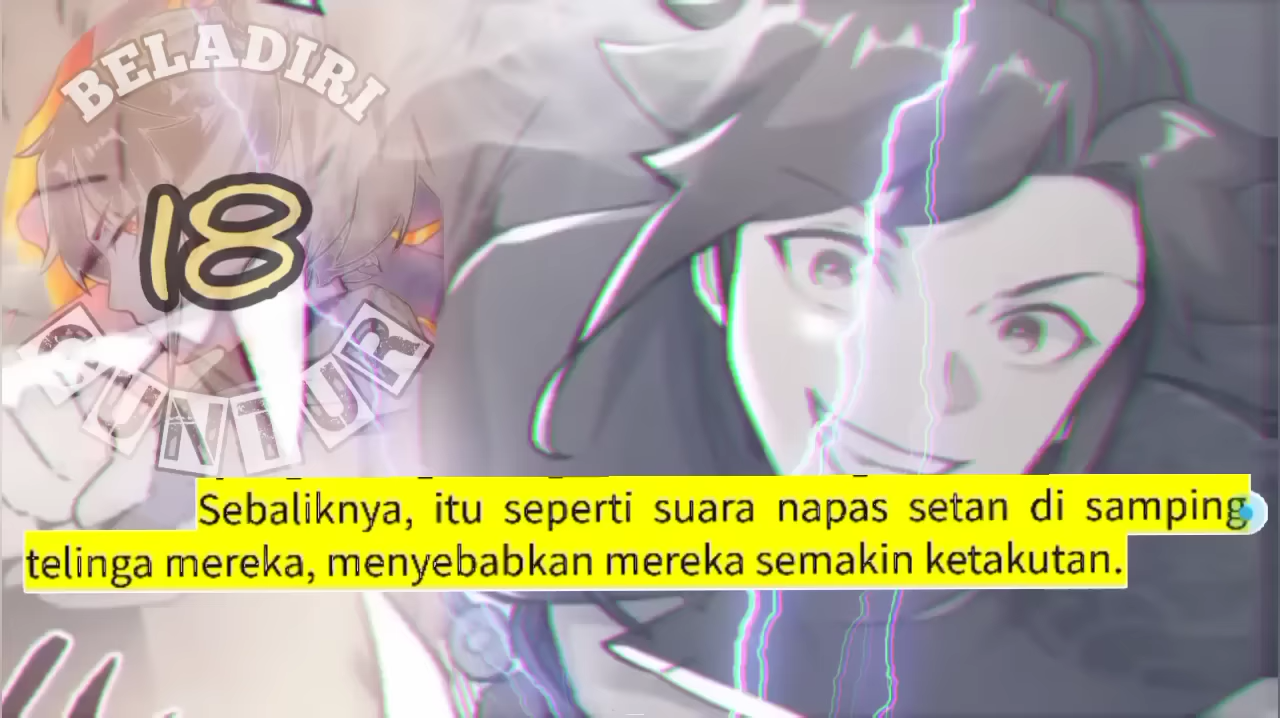 BELADIRI
18
GUNTUR
Sebaliknya, itu seperti suara napas setan di samping
telinga mereka, menyebabkan mereka semakin ketakutan.